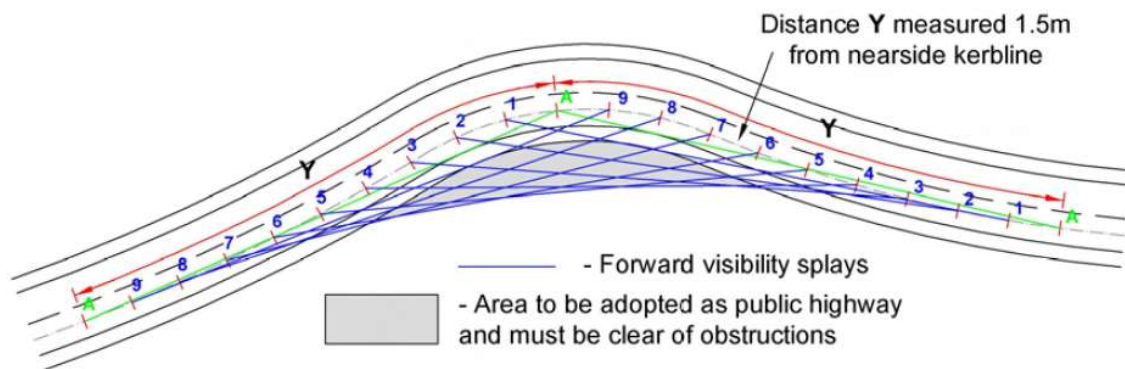 Distance Y measured 1.5m
from nearside kerbline
A
9
8
7
6
5
4
3
2
1
Y
1
2
3
4
5
6
7
8
9
A
Y
A
- Forward visibility splays
- Area to be adopted as public highway
and must be clear of obstructions